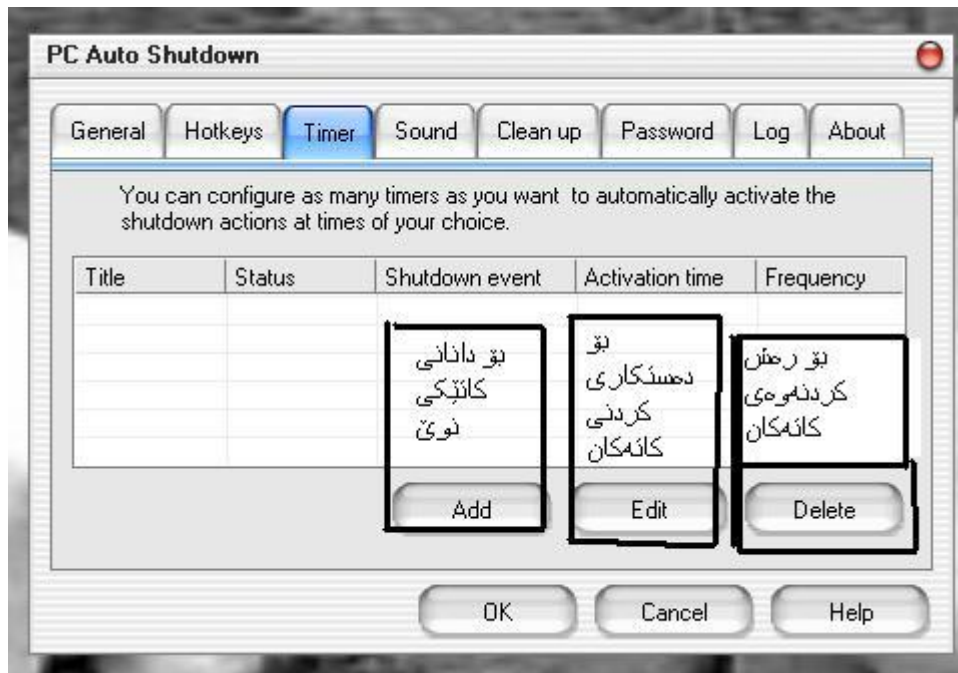 PC Auto Shutdown
General Hotkeys Timer Sound Clean up Password Log About
You can configure as many timers as you want to automatically activate the
shutdown actions at times of your choice.
Title Status Shutdown event Activation time Frequency
بۆ دانانی
کاتێکی
نوێ
بۆ
دەستکاری
کردنی
کاتەکان
بۆ رەش
کردنەوەی
کاتەکان
Add Edit Delete
OK Cancel Help